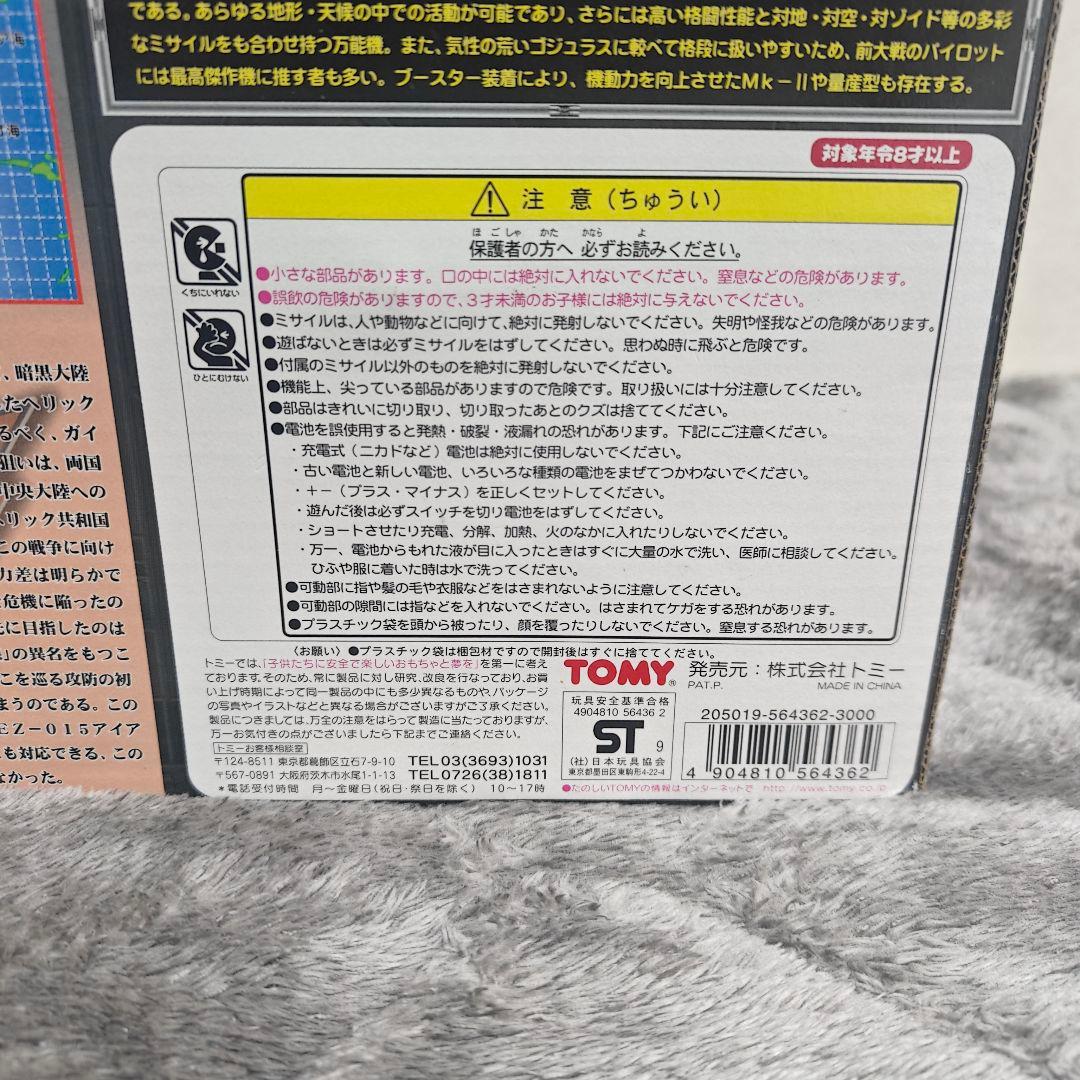 である。あらゆる地形・天候の中での活動が可能であり、さらには高い格闘性能と対地・対空・対ゾイド等の多彩
なミサイルをも合わせ持つ万能機。また、気性の荒いゴジュラスに較べて格段に扱いやすいため、前大戦のパイロット
には最高傑作機に推す者も多い。ブースター装着により、機動力を向上させたMk-IIや量産型も存在する。
対象年令8才以上
注 意(ちゅうい)
ほごしゃ かた かなら よ
保護者の方へ 必ずお読みください。
くちにいれない
ひとにむけない
●小さな部品があります。口の中には絶対に入れないでください。窒息などの危険があります。
●誤飲の危険がありますので、3才未満のお子様には絶対に与えないでください。
●ミサイルは、人や動物などに向けて、絶対に発射しないでください。失明や怪我などの危険があります。
●遊ばないときは必ずミサイルをはずしてください。思わぬ時に飛ぶと危険です。
●付属のミサイル以外のものを絶対に発射しないでください。
●機能上、尖っている部品がありますので危険です。取り扱いには十分注意してください。
●部品はきれいに切り取り、切り取ったあとのクズは捨ててください。
●電池を誤使用すると発熱・破裂・液漏れの恐れがあります。下記にご注意ください。
・充電式(ニカドなど)電池は絶対に使用しないでください。
・古い電池と新しい電池、いろいろな種類の電池をまぜてつかわないでください。
・+-(プラス・マイナス)を正しくセットしてください。
・遊んだ後は必ずスイッチを切り電池をはずしてください。
・ショートさせたり充電、分解、加熱、火のなかに入れたりしないでください。
・万一、電池からもれた液が目に入ったときはすぐに大量の水で洗い、医師に相談してください。
ひふや服に着いた時は水で洗ってください。
●可動部に指や髪の毛や衣服などをはさまれないように注意してください。
●可動部の隙間には指などを入れないでください。はさまれてケガをする恐れがあります。
●プラスチック袋を頭から被ったり、顔を覆ったりしないでください。窒息する恐れがあります。
〈お願い〉●プラスチック袋は梱包材ですので開封後はすぐに捨ててください。
トミーでは、「子供たちに安全で楽しいおもちゃと夢を」を第一に考え
ております。そのため、常に製品に対し研究、改良を行なっており、お買
い上げ時期によって同一製品の中にも多少異なるものや、パッケージ
の写真やイラストなどと異なる場合がございますがご了承ください。
製品につきましては、万全の注意をはらって製造に当たっておりますが、
万一お気付きの点がございましたら下記までご連絡ください。
トミーお客様相談室
〒124-8511 東京都葛飾区立石7-9-10 TEL03(3693)1031
〒567-0891 大阪府茨木市水尾1-1-13 TEL0726(38)1811
*電話受付時間 月〜金曜日(祝日・祭日を除く) 10〜17時
TOMY® 発売元：株式会社トミー
PAT.P. MADE IN CHINA
玩具安全基準合格
4904810 56436 2
ST 9
(社)日本玩具協会
東京都墨田区東駒形4-22-4
205019-564362-3000
4 904810 564362
●たのしいTOMYの情報はインターネットで http://www.tomy.co.jp
、暗黒大陸
たヘリック
るべく、ガイ
狙いは、両国
中央大陸への
リック共和国
この戦争に向け
力差は明らかで
危機に陥ったの
に目指したのは
の異名をもつこ
こを巡る攻防の初
まうのである。この
EZ-015アイア
も対応できる、この
なかった。
海